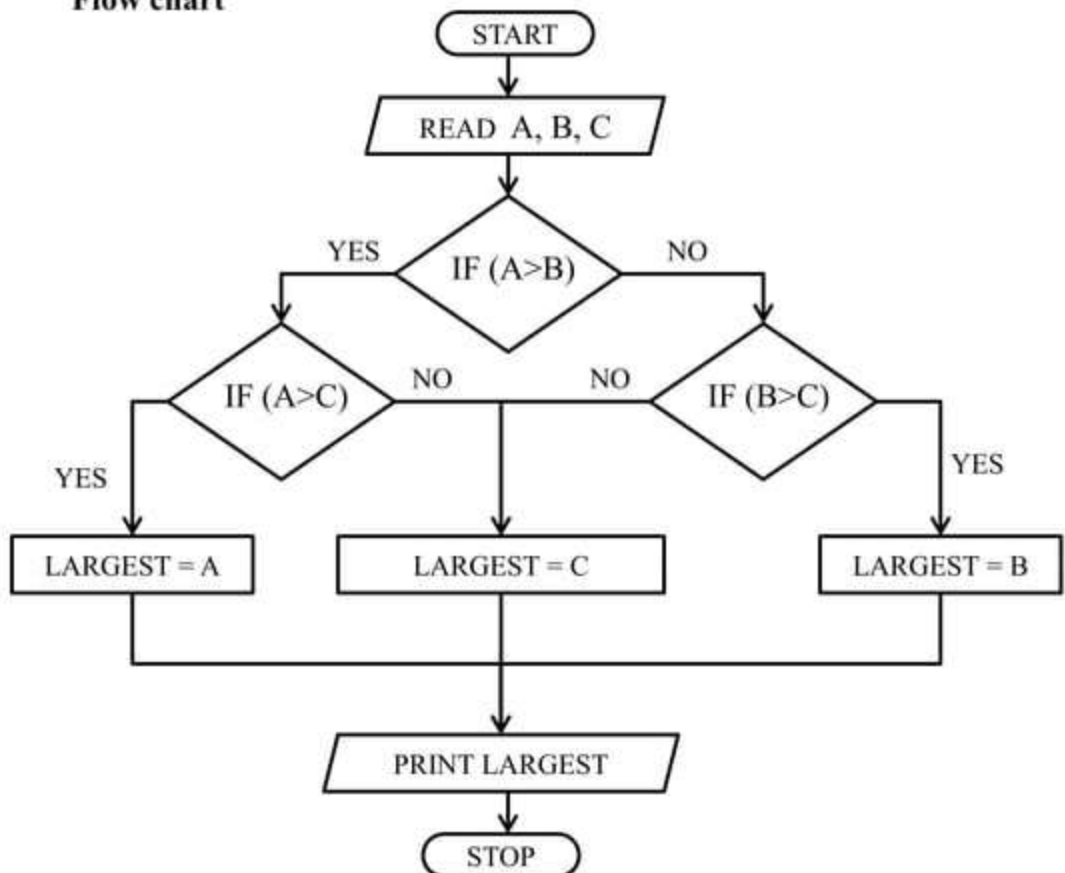 Flow chart
START
READ A, B, C
IF (A>B)
YES
NO
IF (A>C)
NO
NO
IF (B>C)
YES
YES
LARGEST = A
LARGEST = C
LARGEST = B
PRINT LARGEST
STOP